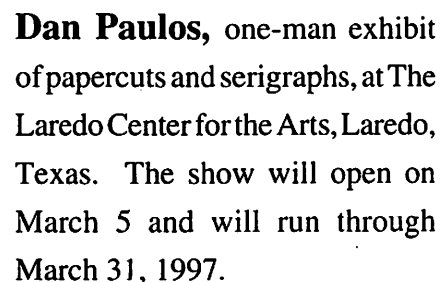 Dan Paulos, one-man exhibit
of papercuts and serigraphs, at The
Laredo Center for the Arts, Laredo,
Texas. The show will open on
March 5 and will run through
March 31, 1997.